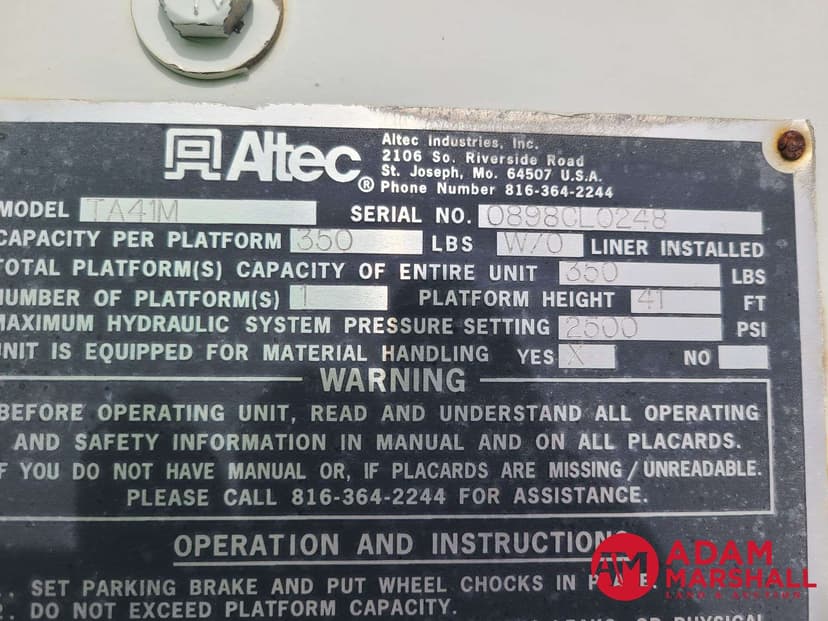 Altec®
Altec Industries, Inc.
2106 So. Riverside Road
St. Joseph, Mo. 64507 U.S.A.
Phone Number 816-364-2244
MODEL TA41M SERIAL NO. 0898CL0248
CAPACITY PER PLATFORM 350 LBS W/O LINER INSTALLED
TOTAL PLATFORM(S) CAPACITY OF ENTIRE UNIT 350 LBS
NUMBER OF PLATFORM(S) 1 PLATFORM HEIGHT 41 FT
MAXIMUM HYDRAULIC SYSTEM PRESSURE SETTING 2500 PSI
UNIT IS EQUIPPED FOR MATERIAL HANDLING YES X NO
WARNING
BEFORE OPERATING UNIT, READ AND UNDERSTAND ALL OPERATING
AND SAFETY INFORMATION IN MANUAL AND ON ALL PLACARDS.
IF YOU DO NOT HAVE MANUAL OR, IF PLACARDS ARE MISSING/UNREADABLE.
PLEASE CALL 816-364-2244 FOR ASSISTANCE.
OPERATION AND INSTRUCTIONS
1. SET PARKING BRAKE AND PUT WHEEL CHOCKS IN PLACE.
2. DO NOT EXCEED PLATFORM CAPACITY.
AM ADAM
MARSHALL
LAND & AUCTION